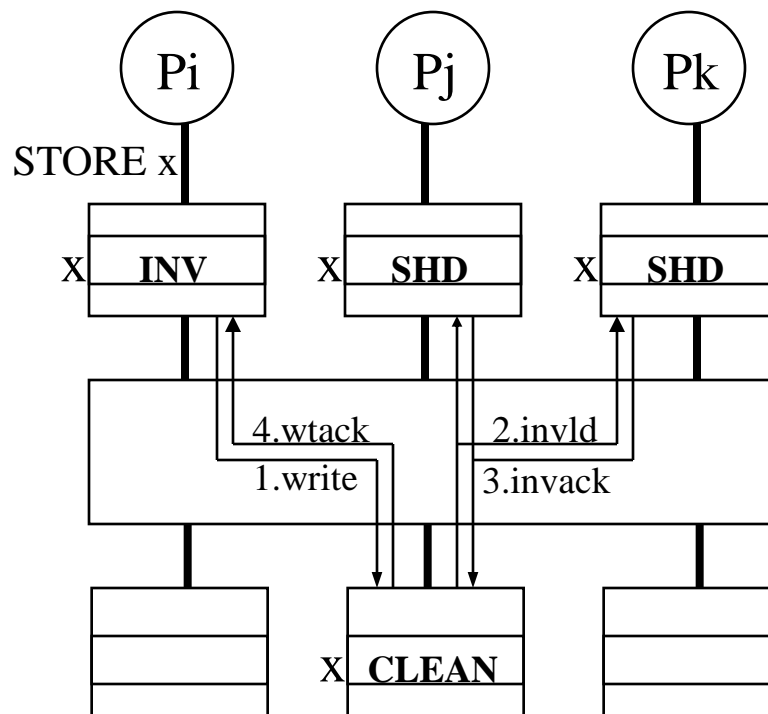 Pi Pj Pk
STORE x
X INV X SHD X SHD
4.wtack 2.invld
1.write 3.invack
X CLEAN